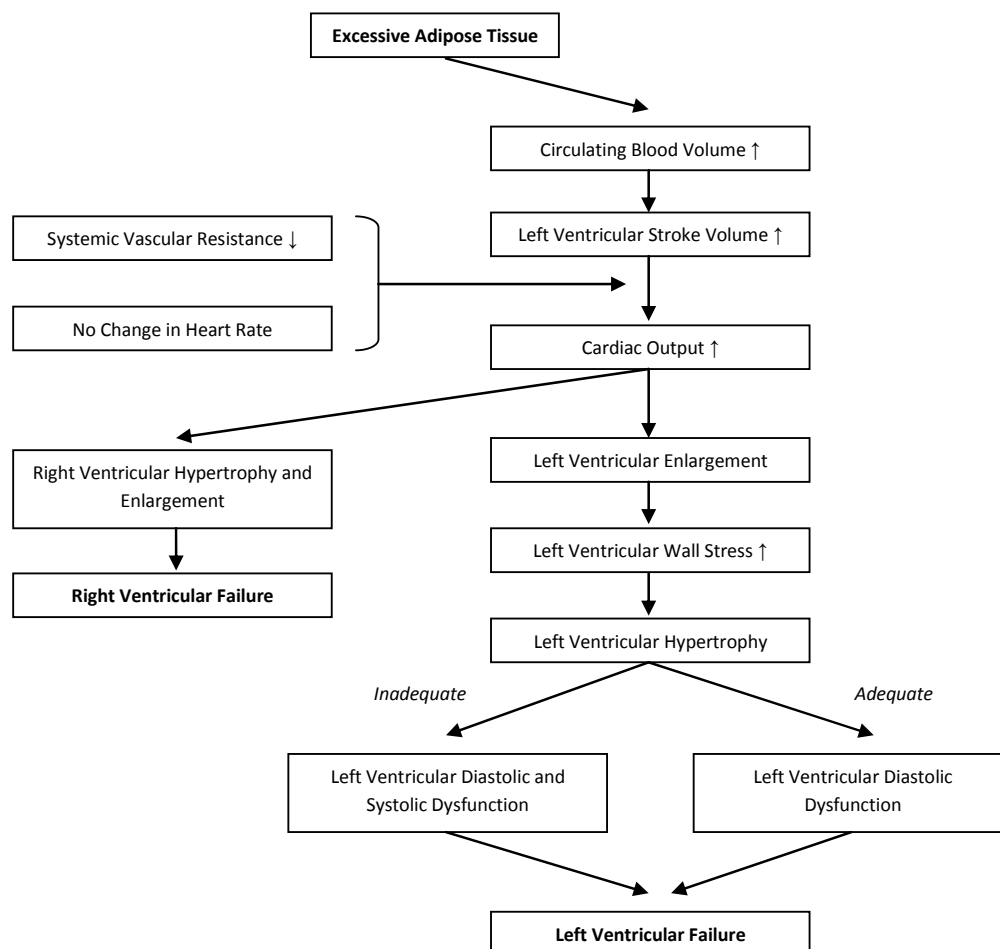 Excessive Adipose Tissue
Circulating Blood Volume ↑
Systemic Vascular Resistance ↓
Left Ventricular Stroke Volume ↑
No Change in Heart Rate
Cardiac Output ↑
Right Ventricular Hypertrophy and
Enlargement
Left Ventricular Enlargement
Left Ventricular Wall Stress ↑
Right Ventricular Failure
Left Ventricular Hypertrophy
Inadequate
Adequate
Left Ventricular Diastolic and
Systolic Dysfunction
Left Ventricular Diastolic
Dysfunction
Left Ventricular Failure